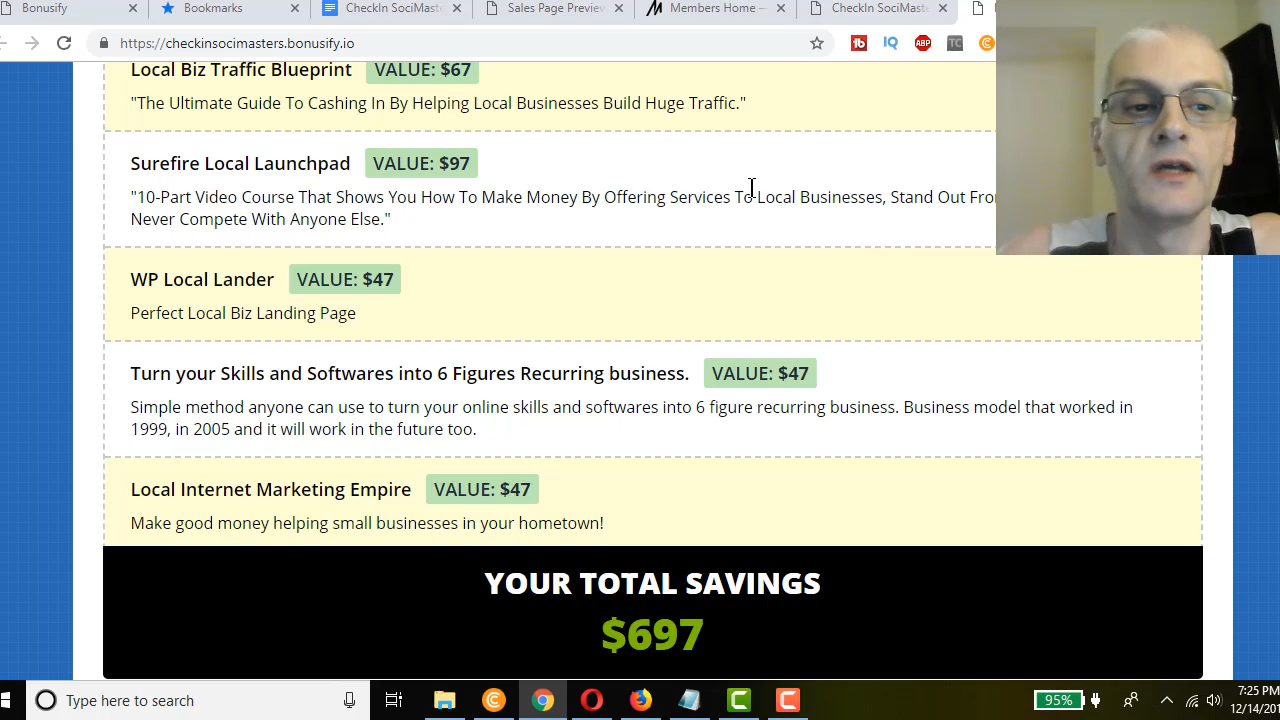 Bonusify
Bookmarks
CheckIn SociMast
Sales Page Preview
Members Home —
CheckIn SociMaste
https://checkinsocimasters.bonusify.io
Local Biz Traffic Blueprint VALUE: $67
"The Ultimate Guide To Cashing In By Helping Local Businesses Build Huge Traffic."
Surefire Local Launchpad VALUE: $97
"10-Part Video Course That Shows You How To Make Money By Offering Services To Local Businesses, Stand Out
Never Compete With Anyone Else."
WP Local Lander VALUE: $47
Perfect Local Biz Landing Page
Turn your Skills and Softwares into 6 Figures Recurring business. VALUE: $47
Simple method anyone can use to turn your online skills and softwares into 6 figure recurring business. Business model that worked in
1999, in 2005 and it will work in the future too.
Local Internet Marketing Empire VALUE: $47
Make good money helping small businesses in your hometown!
YOUR TOTAL SAVINGS
$697
Type here to search
95%
7:25 PM
12/14/201